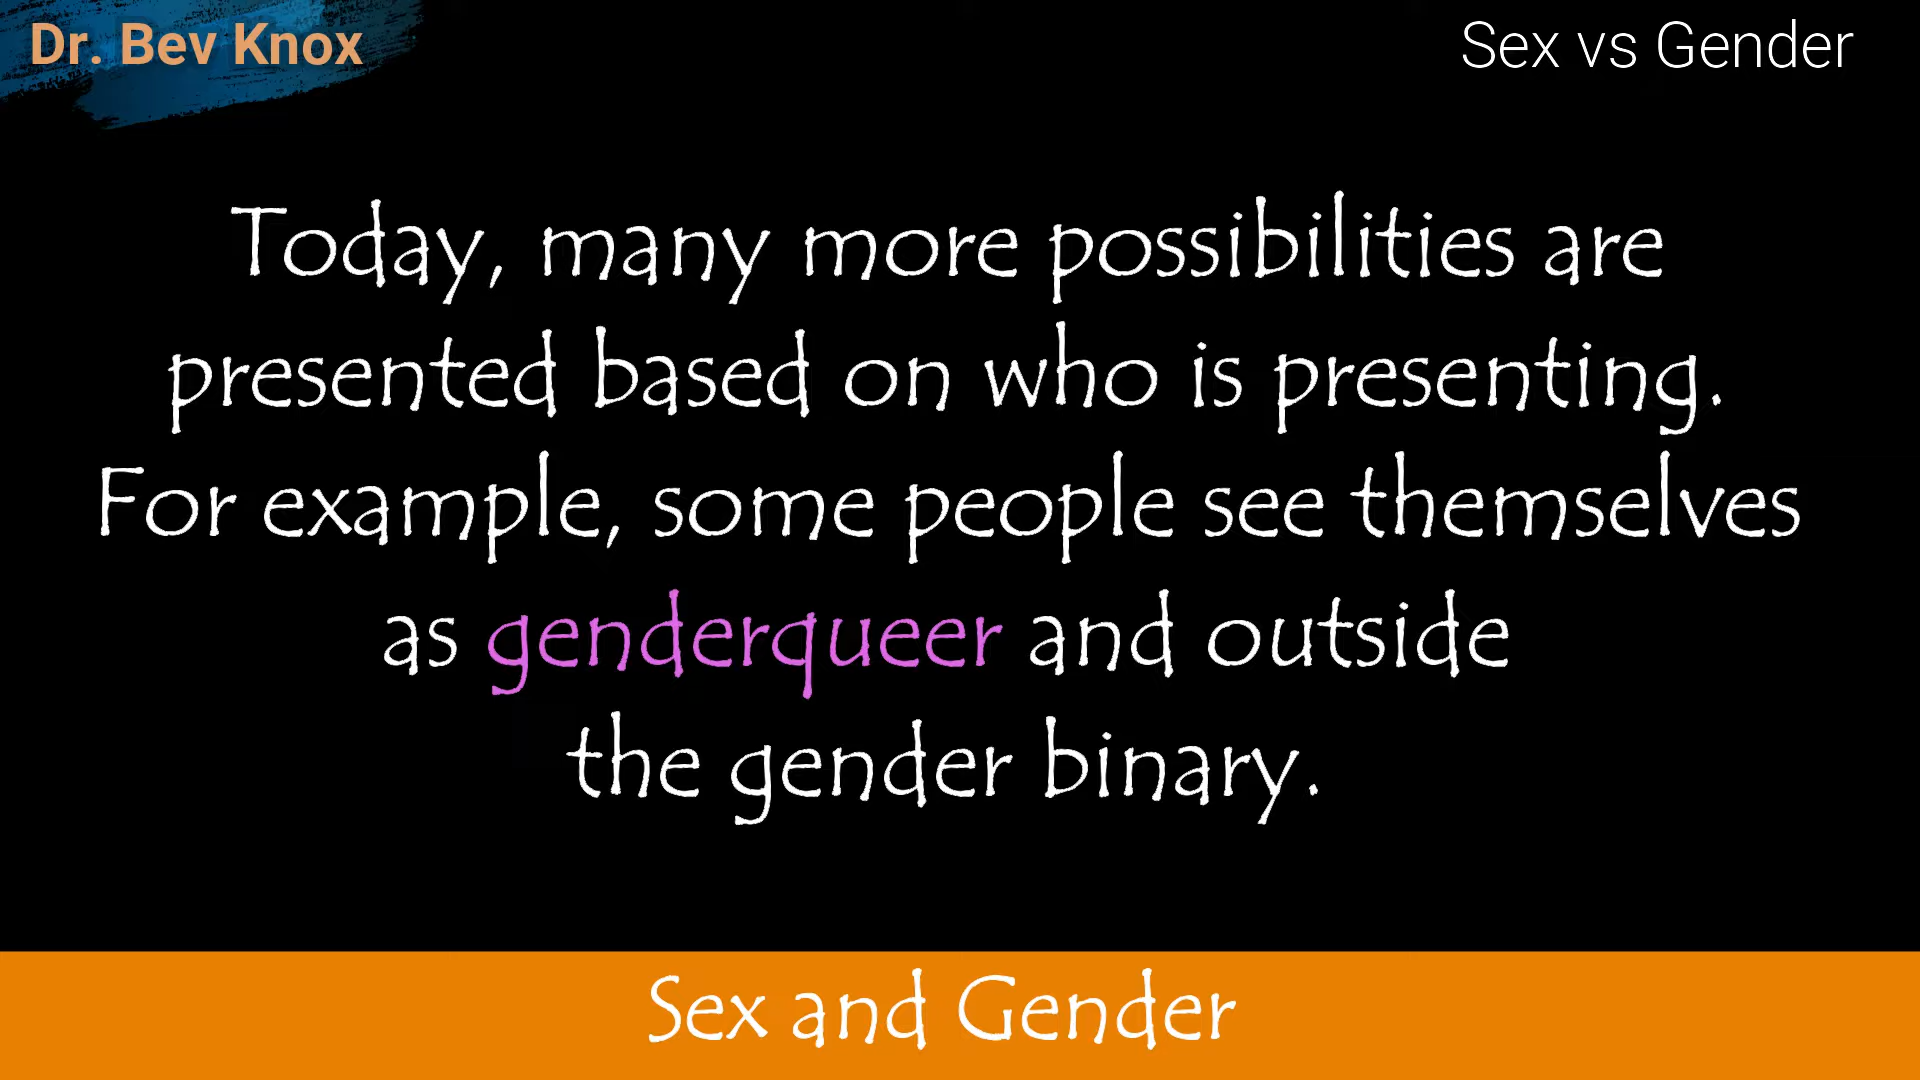 Dr. Bev Knox
Sex vs Gender
Today, many more possibilities are
presented based on who is presenting.
For example, some people see themselves
as genderqueer and outside
the gender binary.
Sex and Gender